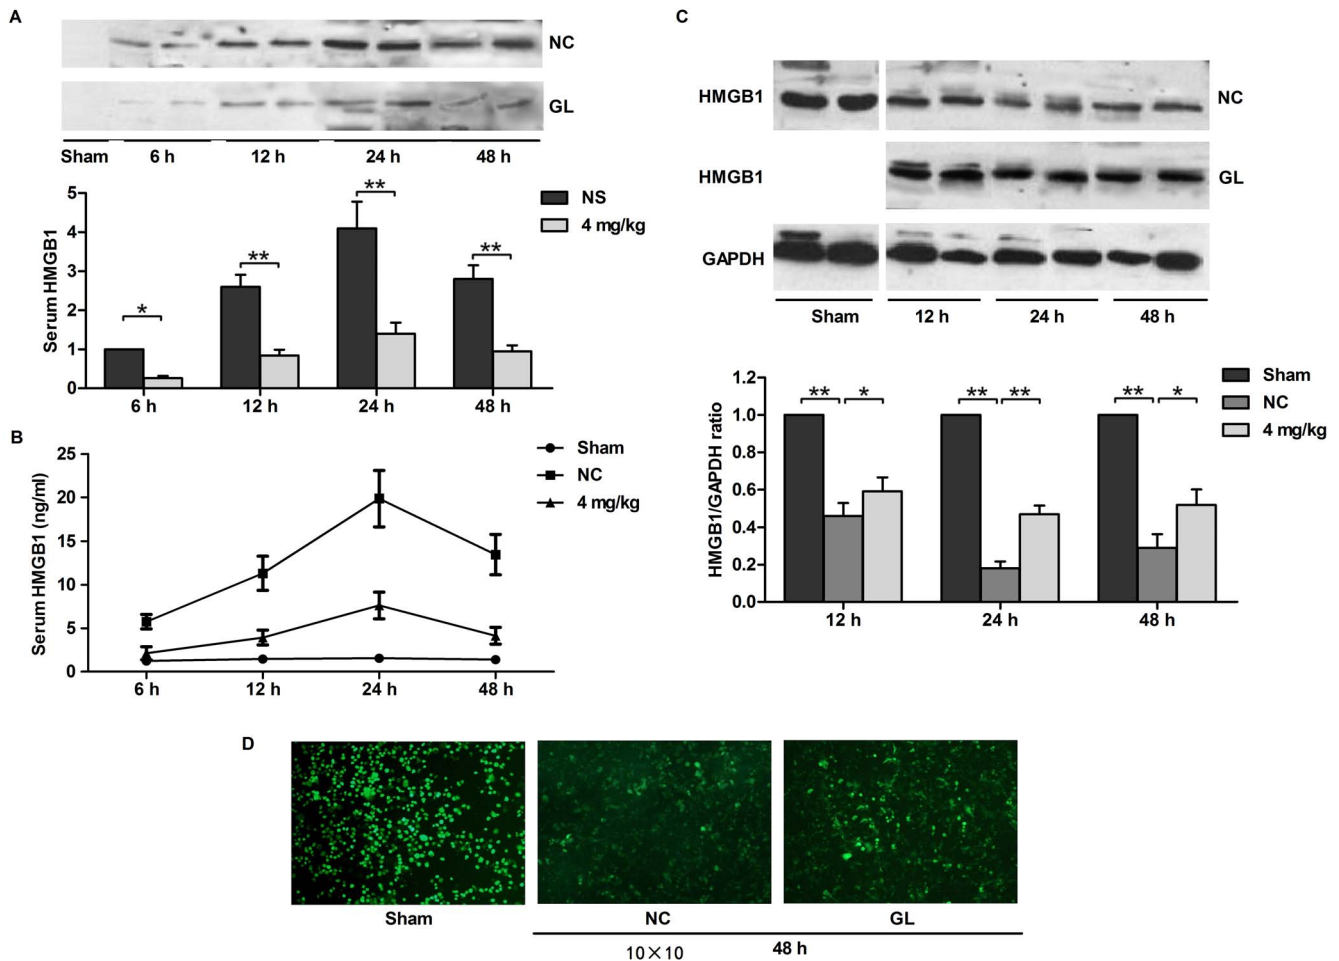 A
NC
GL
Sham 6 h 12 h 24 h 48 h
Serum HMGB1
5
4
3
2
1
0
** 
**
**
*
NS
4 mg/kg
6 h 12 h 24 h 48 h
B
Serum HMGB1 (ng/ml)
25
20
15
10
5
0
Sham
NC
4 mg/kg
6 h 12 h 24 h 48 h
C
HMGB1 NC
HMGB1 GL
GAPDH
Sham 12 h 24 h 48 h
HMGB1/GAPDH ratio
1.2
1.0
0.8
0.6
0.4
0.2
0.0
** * ** ** ** *
Sham
NC
4 mg/kg
12 h 24 h 48 h
D
Sham NC GL
10×10 48 h